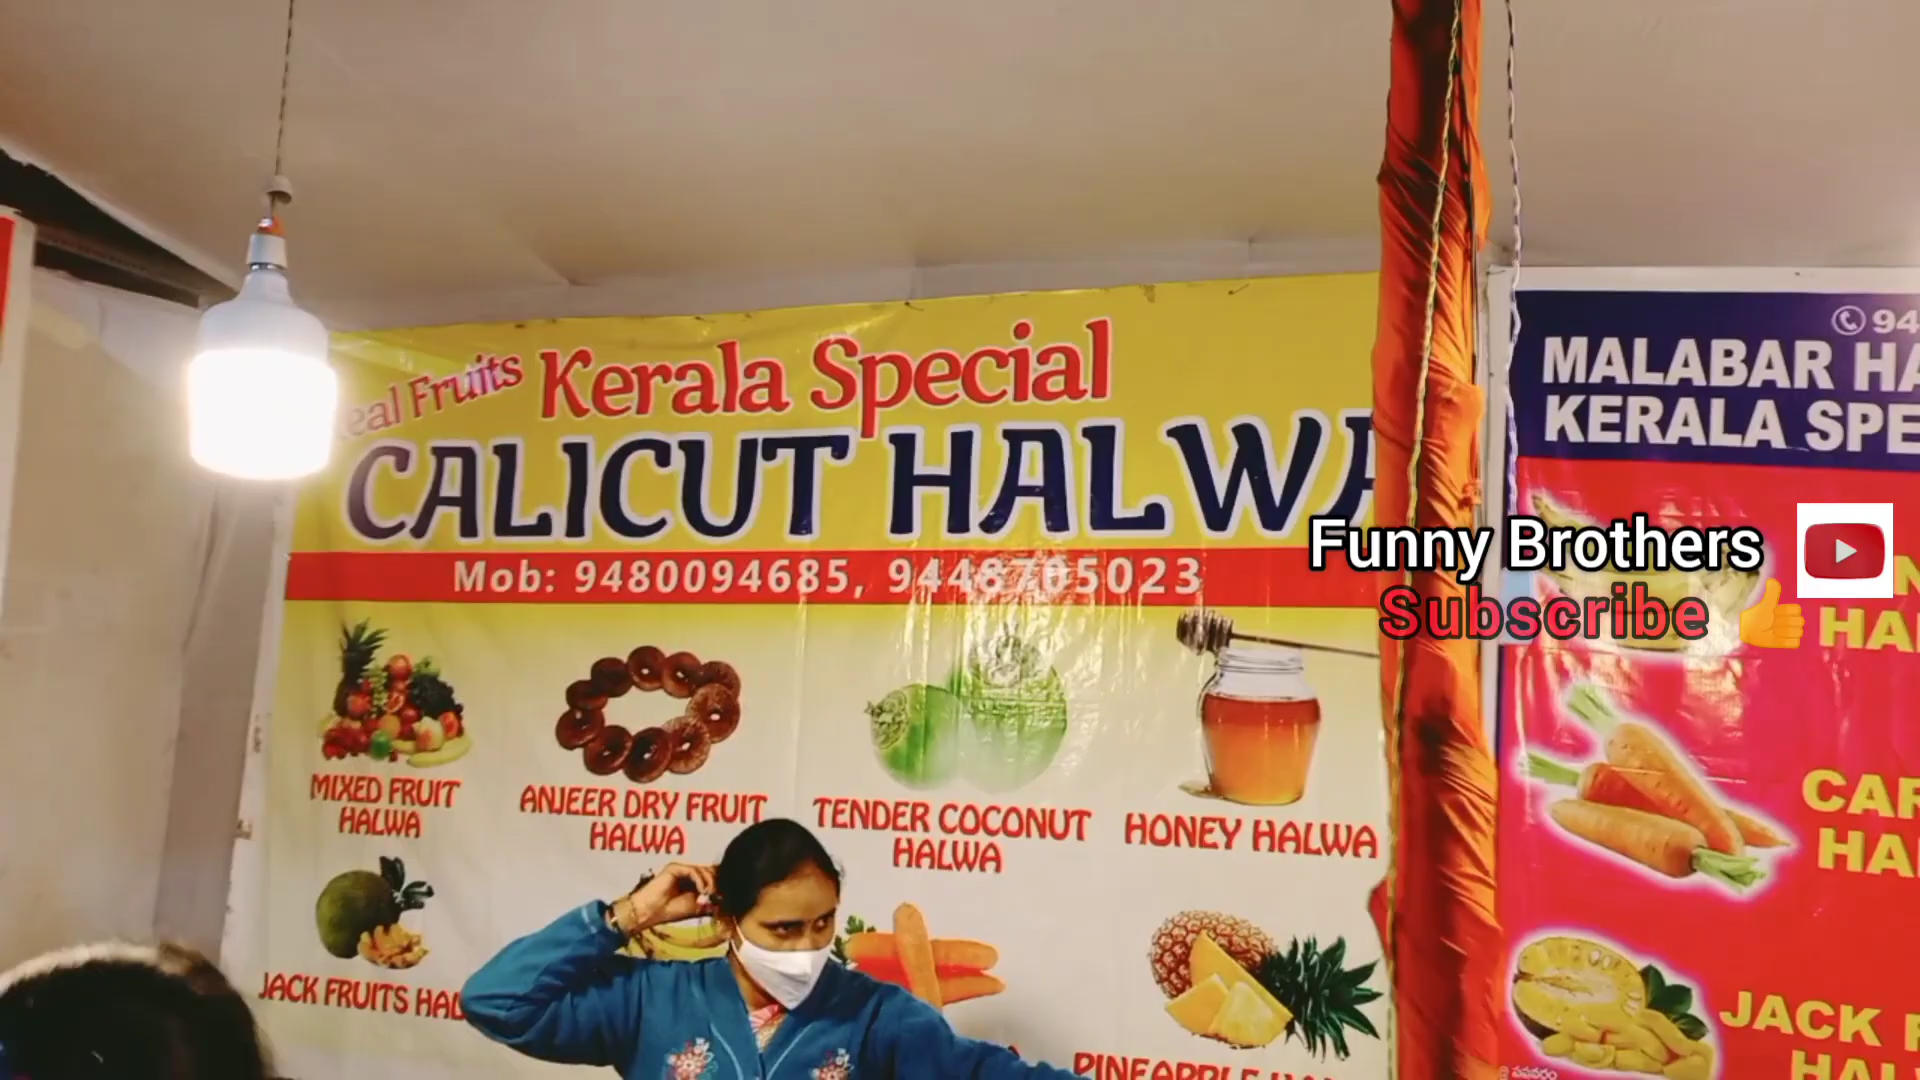 Real Fruits Kerala Special
CALICUT HALWA
Mob: 9480094685, 9448705023
MIXED FRUIT
HALWA
ANJEER DRY FRUIT
HALWA
TENDER COCONUT
HALWA
HONEY HALWA
JACK FRUITS HAL
PINEAPPLE
94
MALABAR HA
KERALA SPE
HA
CAR
HA
JACK F
HAL
Funny Brothers
Subscribe